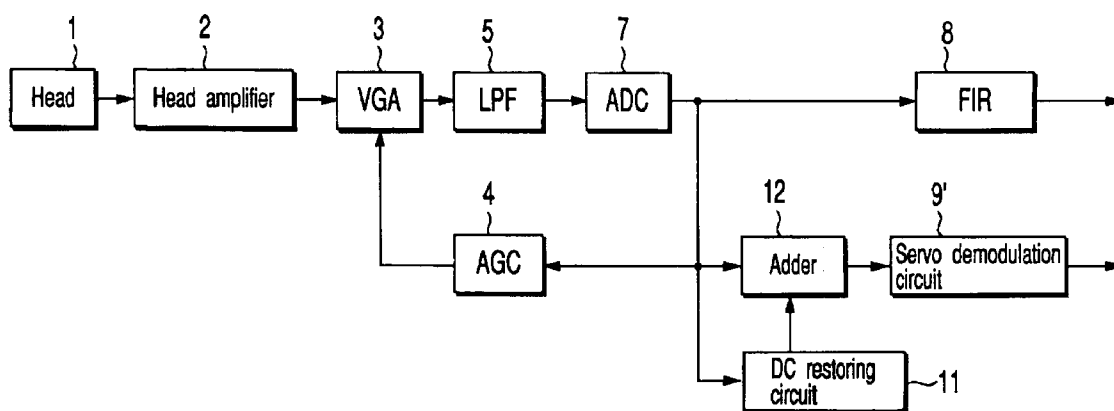 1
2
3
5
7
8
Head
Head amplifier
VGA
LPF
ADC
FIR
4
12
9'
AGC
Adder
Servo demodulation
circuit
DC restoring
circuit
11